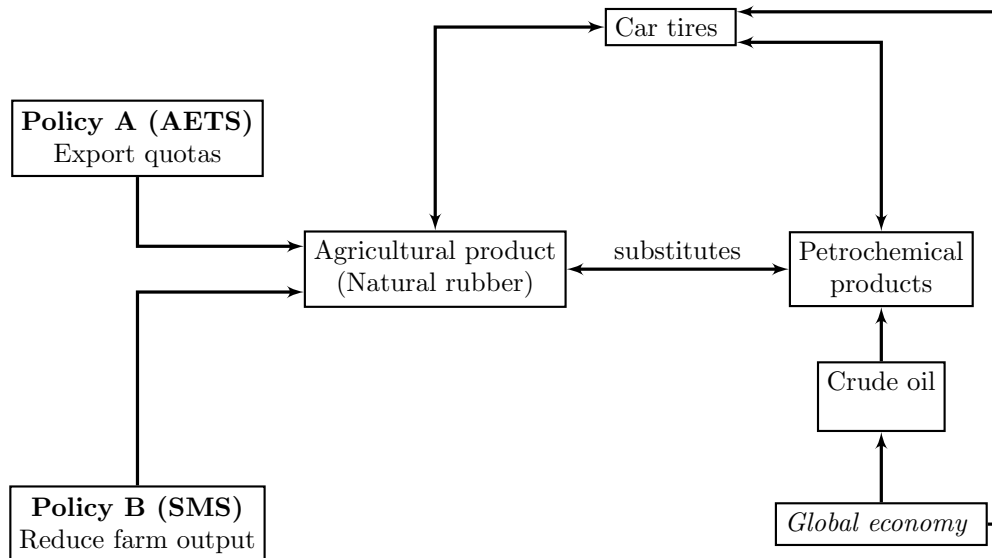 Car tires
Policy A (AETS)
Export quotas
Agricultural product
(Natural rubber)
substitutes
Petrochemical
products
Crude oil
Policy B (SMS)
Reduce farm output
Global economy